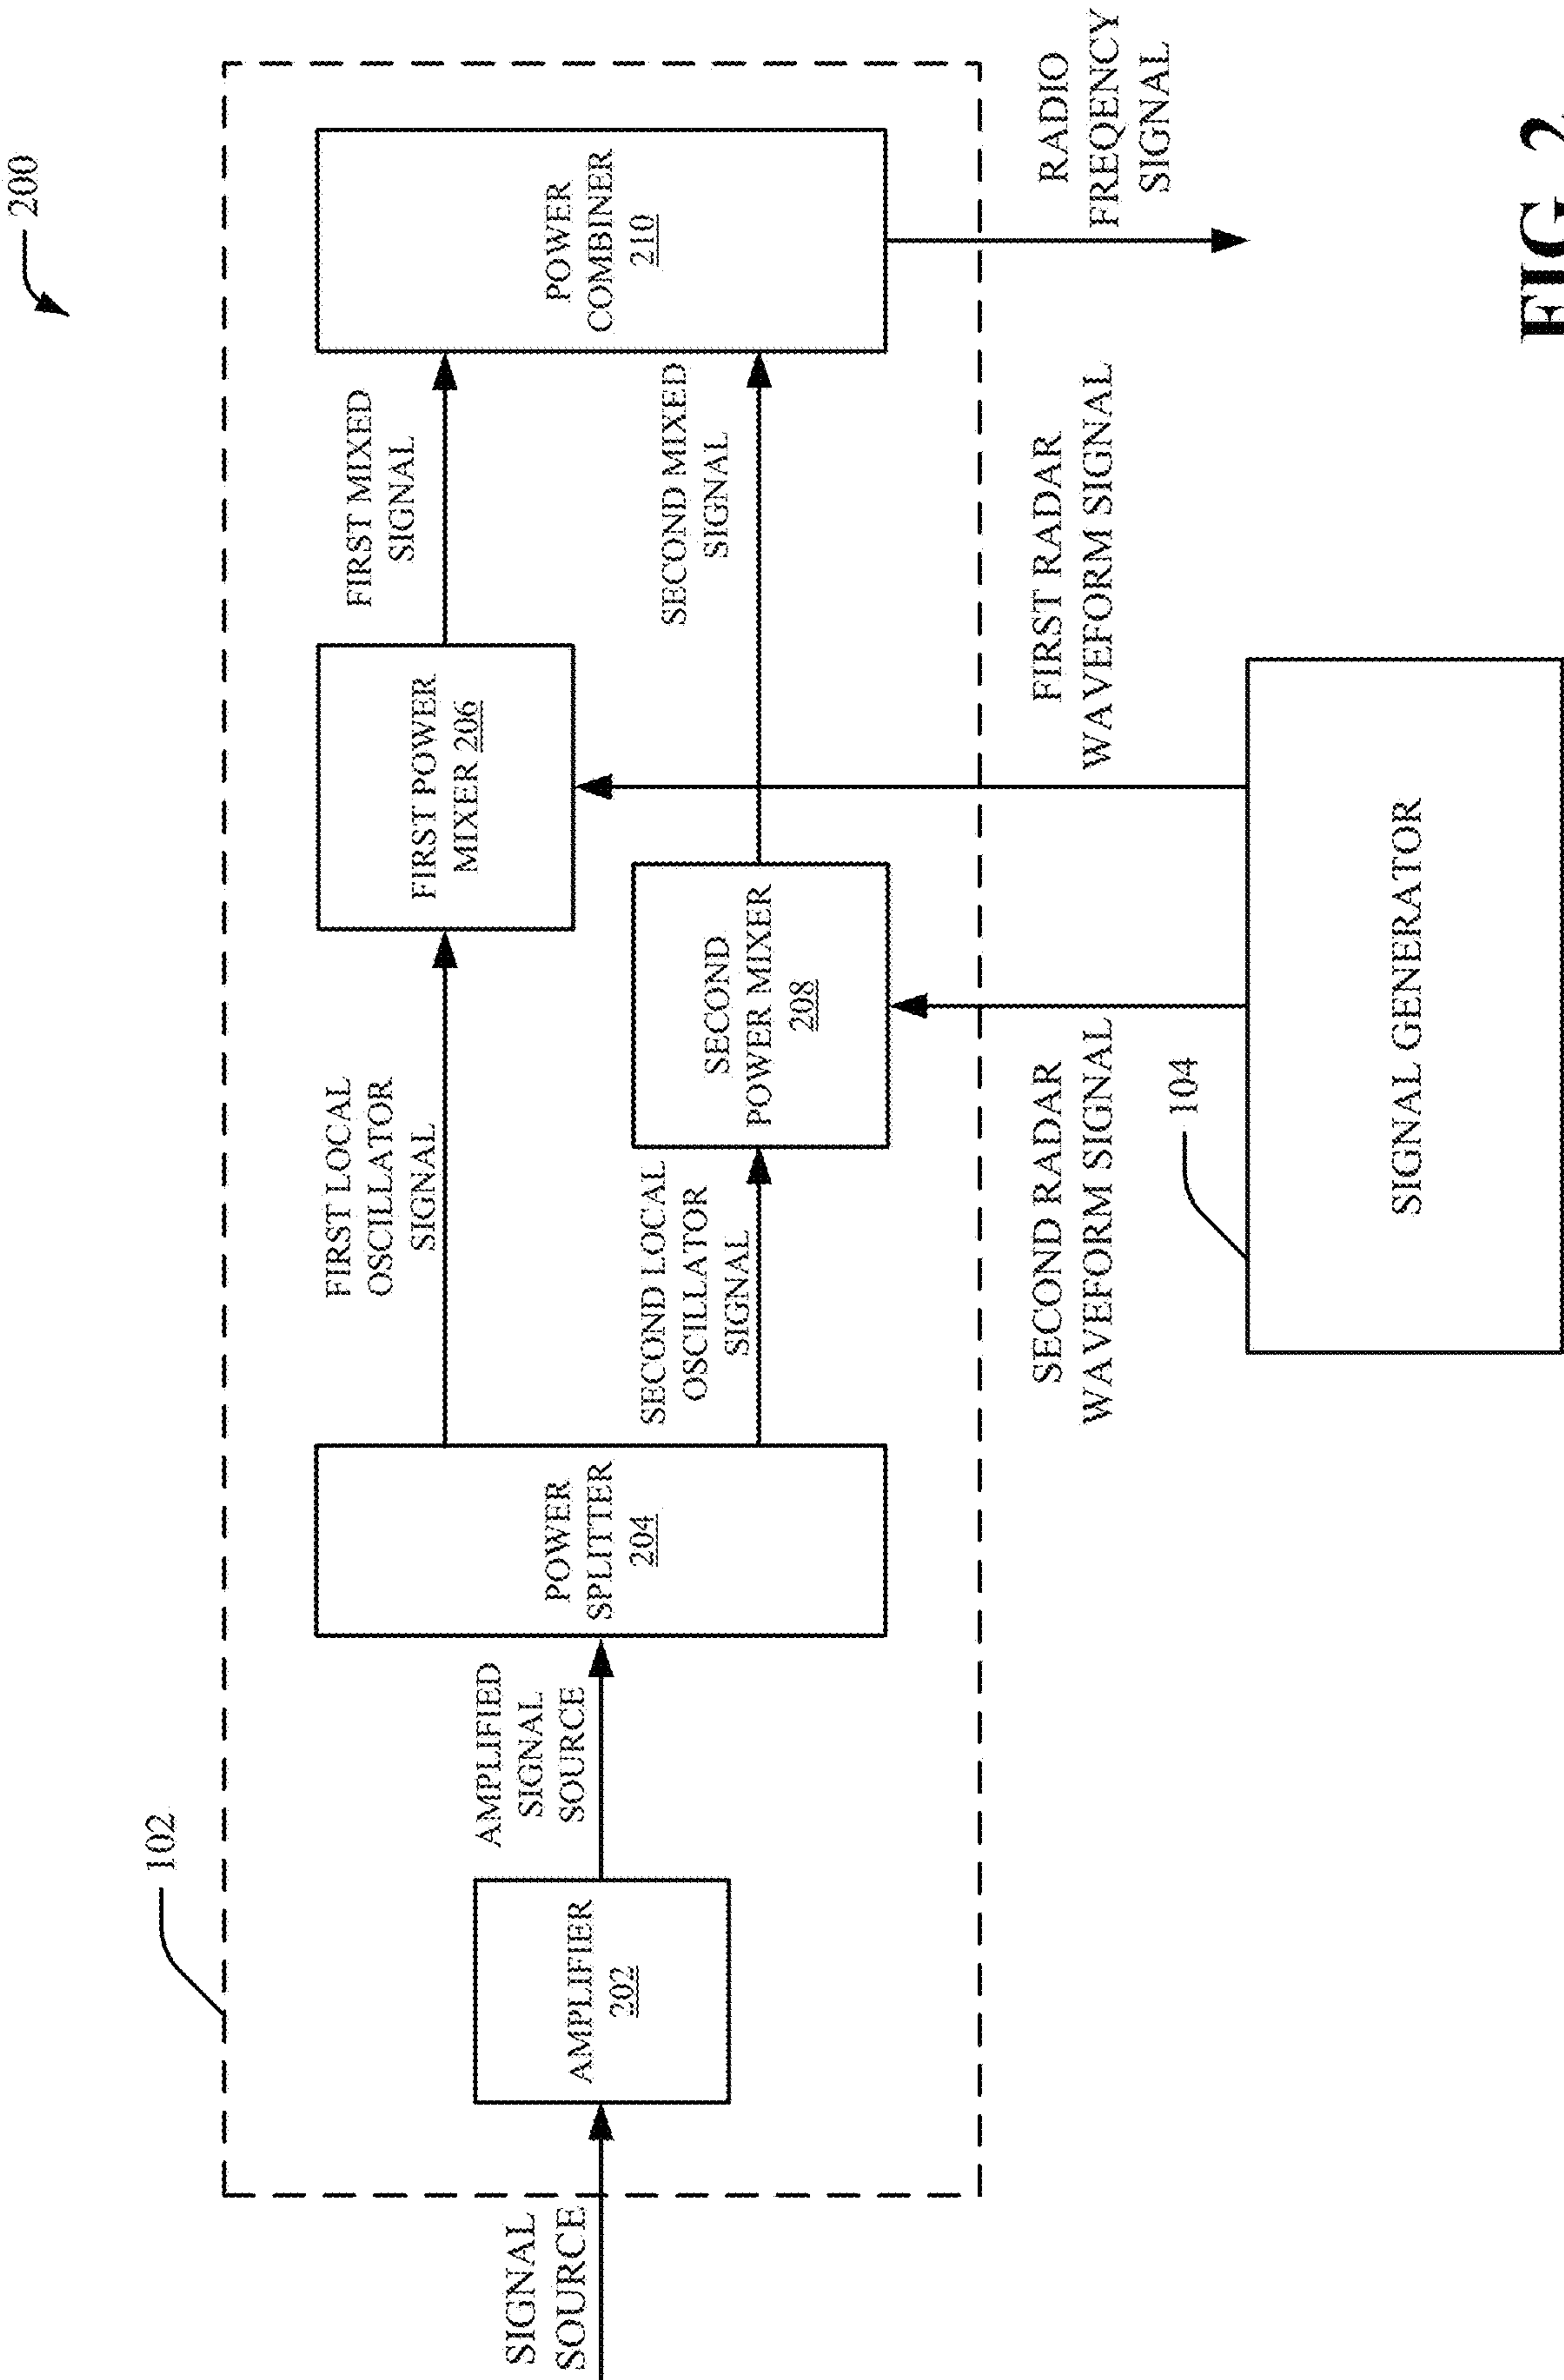 200
102
SIGNAL
SOURCE
AMPLIFIER
202
AMPLIFIED
SIGNAL
SOURCE
POWER
SPLITTER
204
FIRST LOCAL
OSCILLATOR
SIGNAL
SECOND LOCAL
OSCILLATOR
SIGNAL
FIRST POWER
MIXER 206
SECOND
POWER MIXER
208
FIRST MIXED
SIGNAL
SECOND MIXED
SIGNAL
POWER
COMBINER
210
SECOND RADAR
WAVEFORM SIGNAL
FIRST RADAR
WAVEFORM SIGNAL
RADIO
FREQENCY
SIGNAL
104
SIGNAL GENERATOR
FIG 2